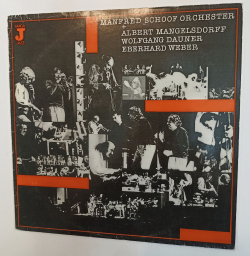 J
MANFRED SCHOOF ORCHESTER
ALBERT MANGELSDORFF
WOLFGANG DAUNER
EBERHARD WEBER